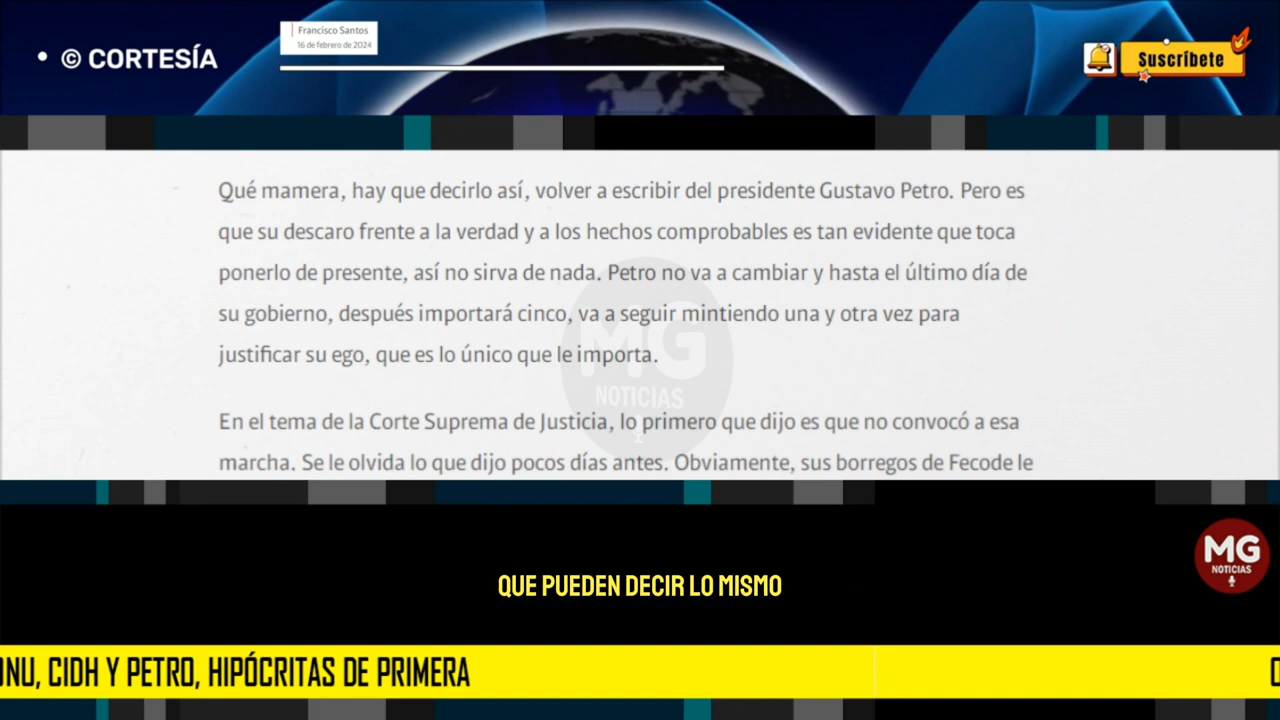 • © CORTESÍA
Francisco Santos
16 de febrero de 2024
Suscríbete
Qué mamera, hay que decirlo así, volver a escribir del presidente Gustavo Petro. Pero es
que su descaro frente a la verdad y a los hechos comprobables es tan evidente que toca
ponerlo de presente, así no sirva de nada. Petro no va a cambiar y hasta el último día de
su gobierno, después importará cinco, va a seguir mintiendo una y otra vez para
justificar su ego, que es lo único que le importa.
MG
NOTICIAS
En el tema de la Corte Suprema de Justicia, lo primero que dijo es que no convocó a esa
marcha. Se le olvida lo que dijo pocos días antes. Obviamente, sus borregos de Fecode le
MG
NOTICIAS
QUE PUEDEN DECIR LO MISMO
ONU, CIDH Y PETRO, HIPÓCRITAS DE PRIMERA